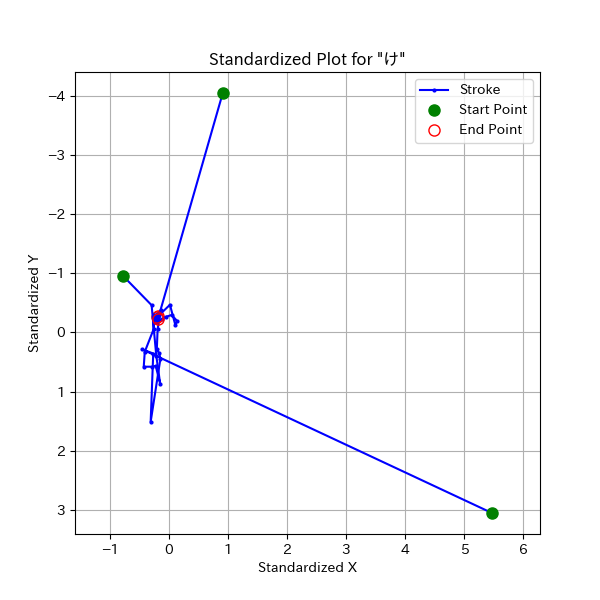 Standardized Plot for "け"
Stroke
Start Point
End Point
−4
−3
−2
−1
0
1
2
3
Standardized Y
−1
0
1
2
3
4
5
6
Standardized X